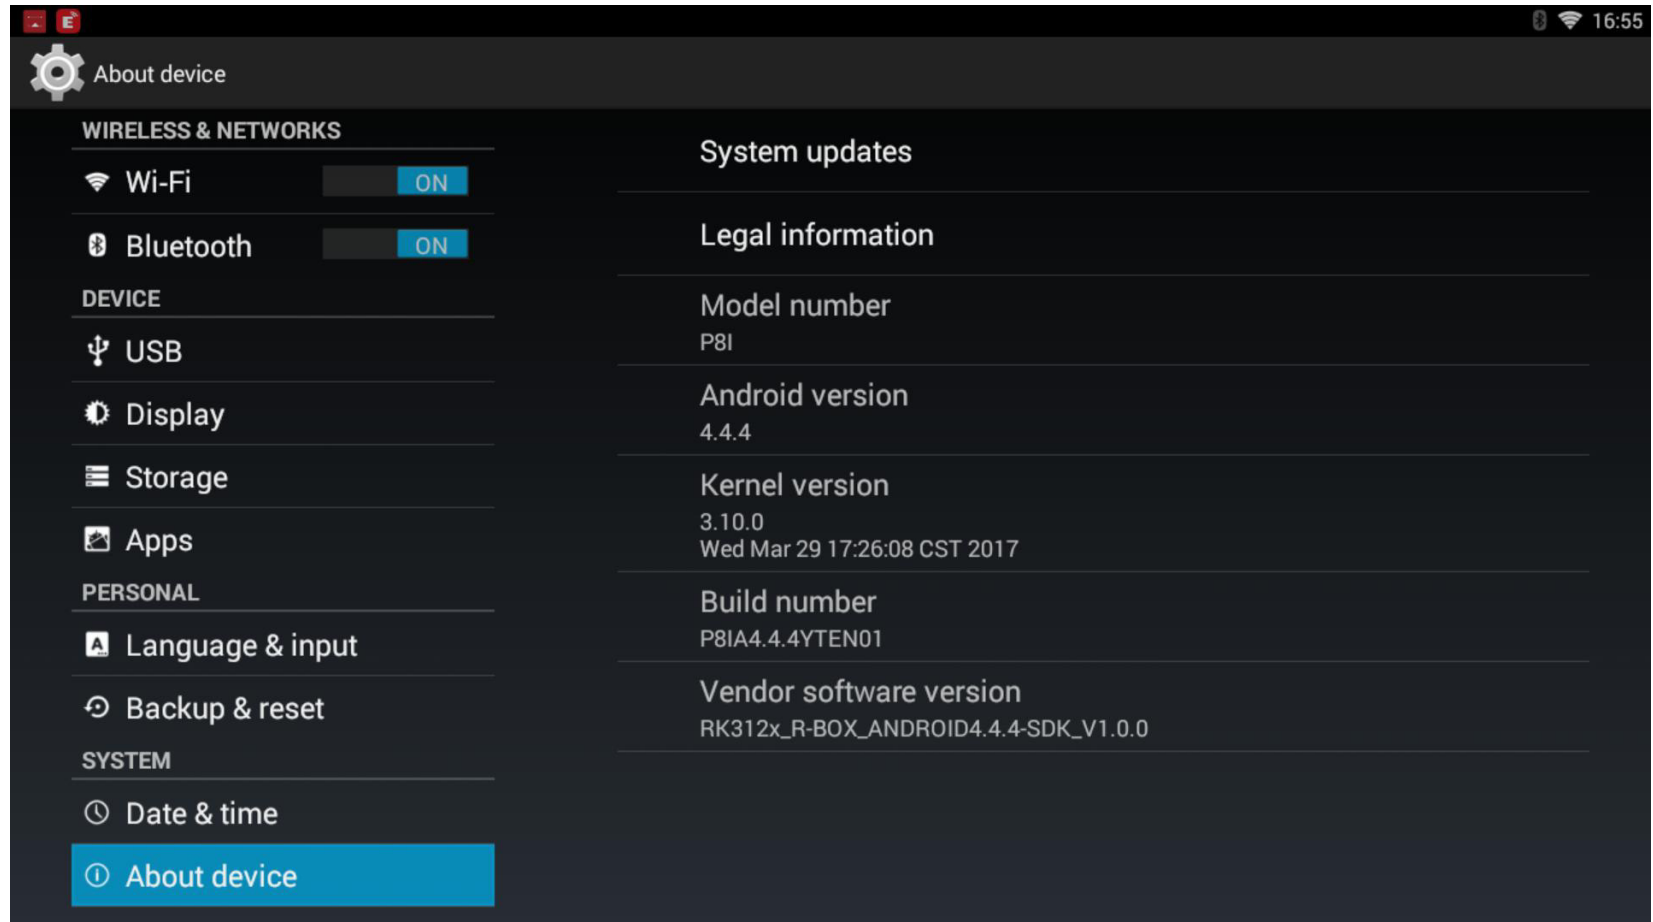 E
16:55
About device
WIRELESS & NETWORKS
Wi-Fi
ON
Bluetooth
ON
DEVICE
USB
Display
Storage
Apps
PERSONAL
A
Language & input
Backup & reset
SYSTEM
Date & time
About device
System updates
Legal information
Model number
P8I
Android version
4.4.4
Kernel version
3.10.0
Wed Mar 29 17:26:08 CST 2017
Build number
P8IA4.4.4YTEN01
Vendor software version
RK312x_R-BOX_ANDROID4.4.4-SDK_V1.0.0